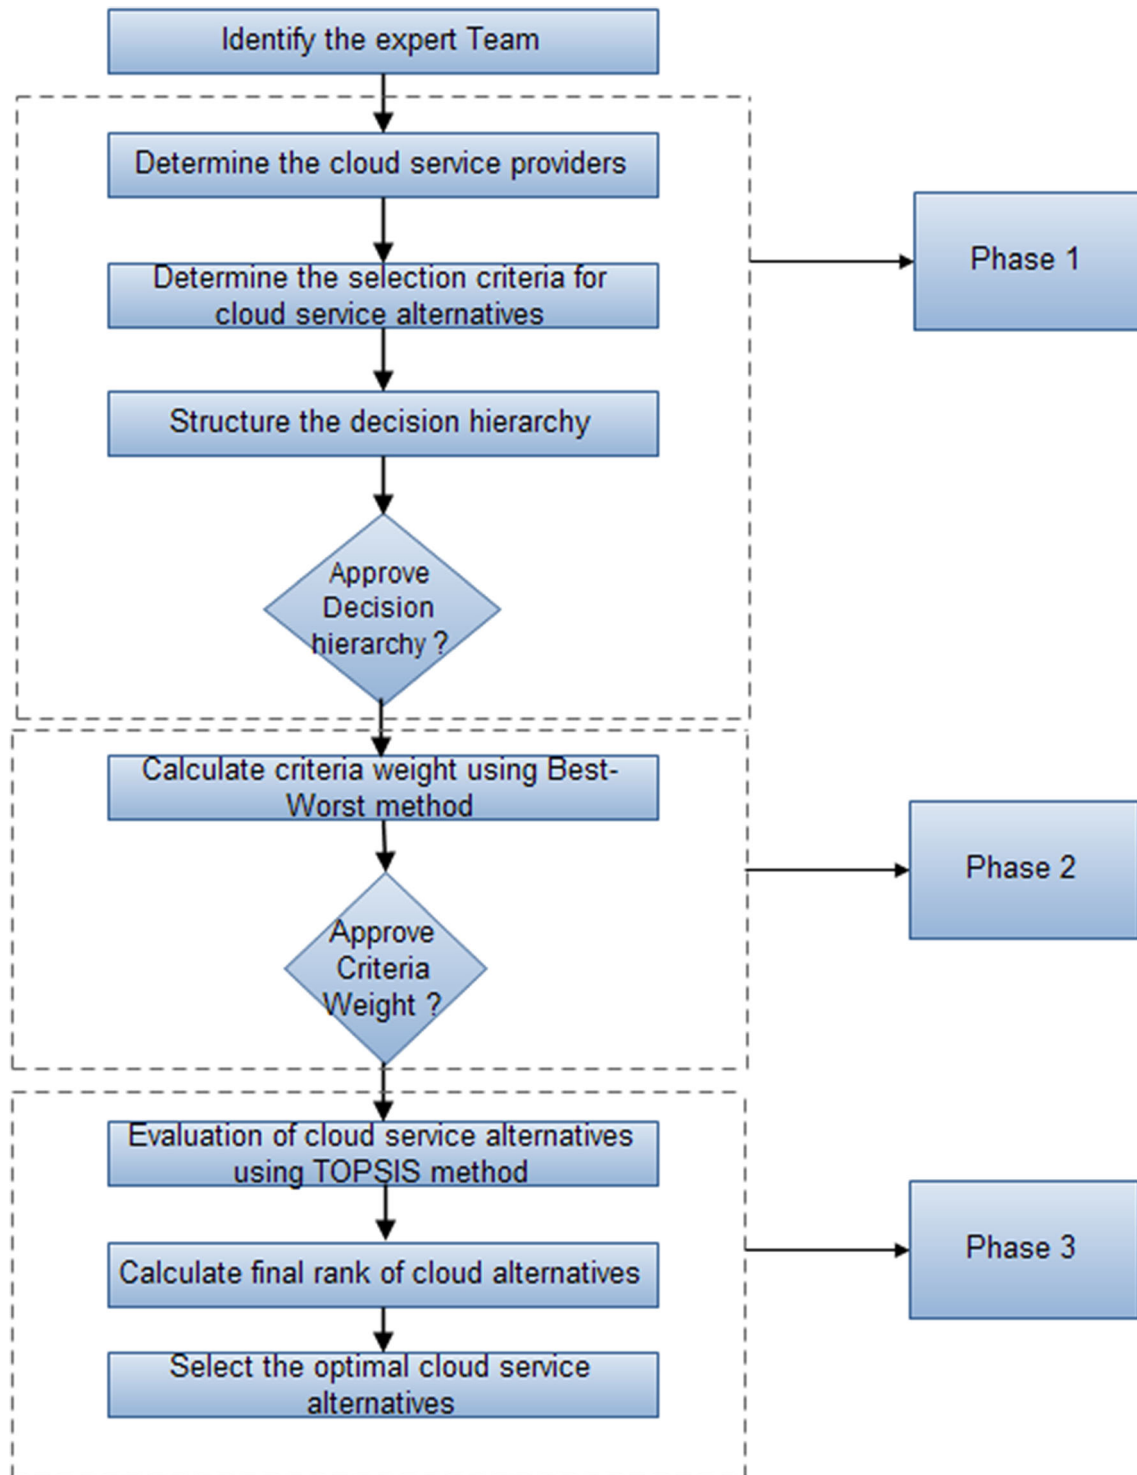 Identify the expert Team
Determine the cloud service providers
Determine the selection criteria for
cloud service alternatives
Phase 1
Structure the decision hierarchy
Approve
Decision
hierarchy ?
Calculate criteria weight using Best-
Worst method
Phase 2
Approve
Criteria
Weight ?
Evaluation of cloud service alternatives
using TOPSIS method
Phase 3
Calculate final rank of cloud alternatives
Select the optimal cloud service
alternatives